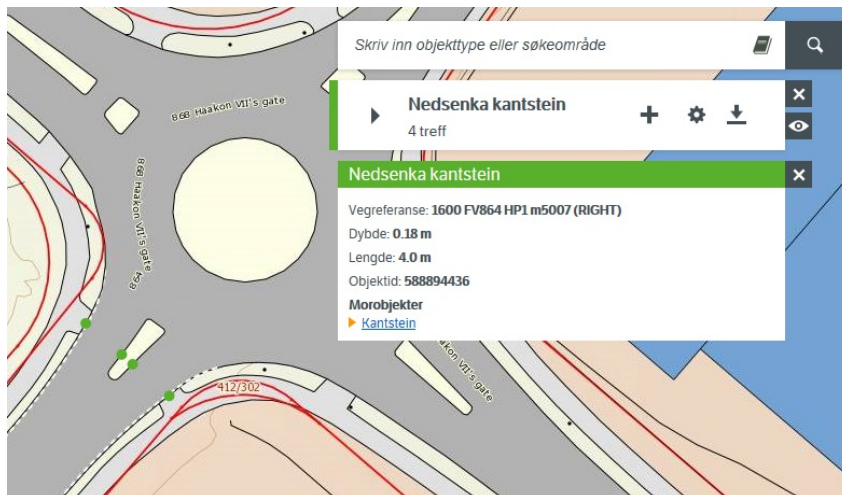 Skriv inn objekttype eller søkeområde
Nedsenka kantstein
4 treff
Nedsenka kantstein
Vegreferanse: 1600 FV864 HP1 m5007 (RIGHT)
Dybde: 0.18 m
Lengde: 4.0 m
Objektid: 588894436
Morobjekter
Kantstein
868 Haakon VII's gate
868 Haakon VII's gate
864
Haakon VII's gate
412/302